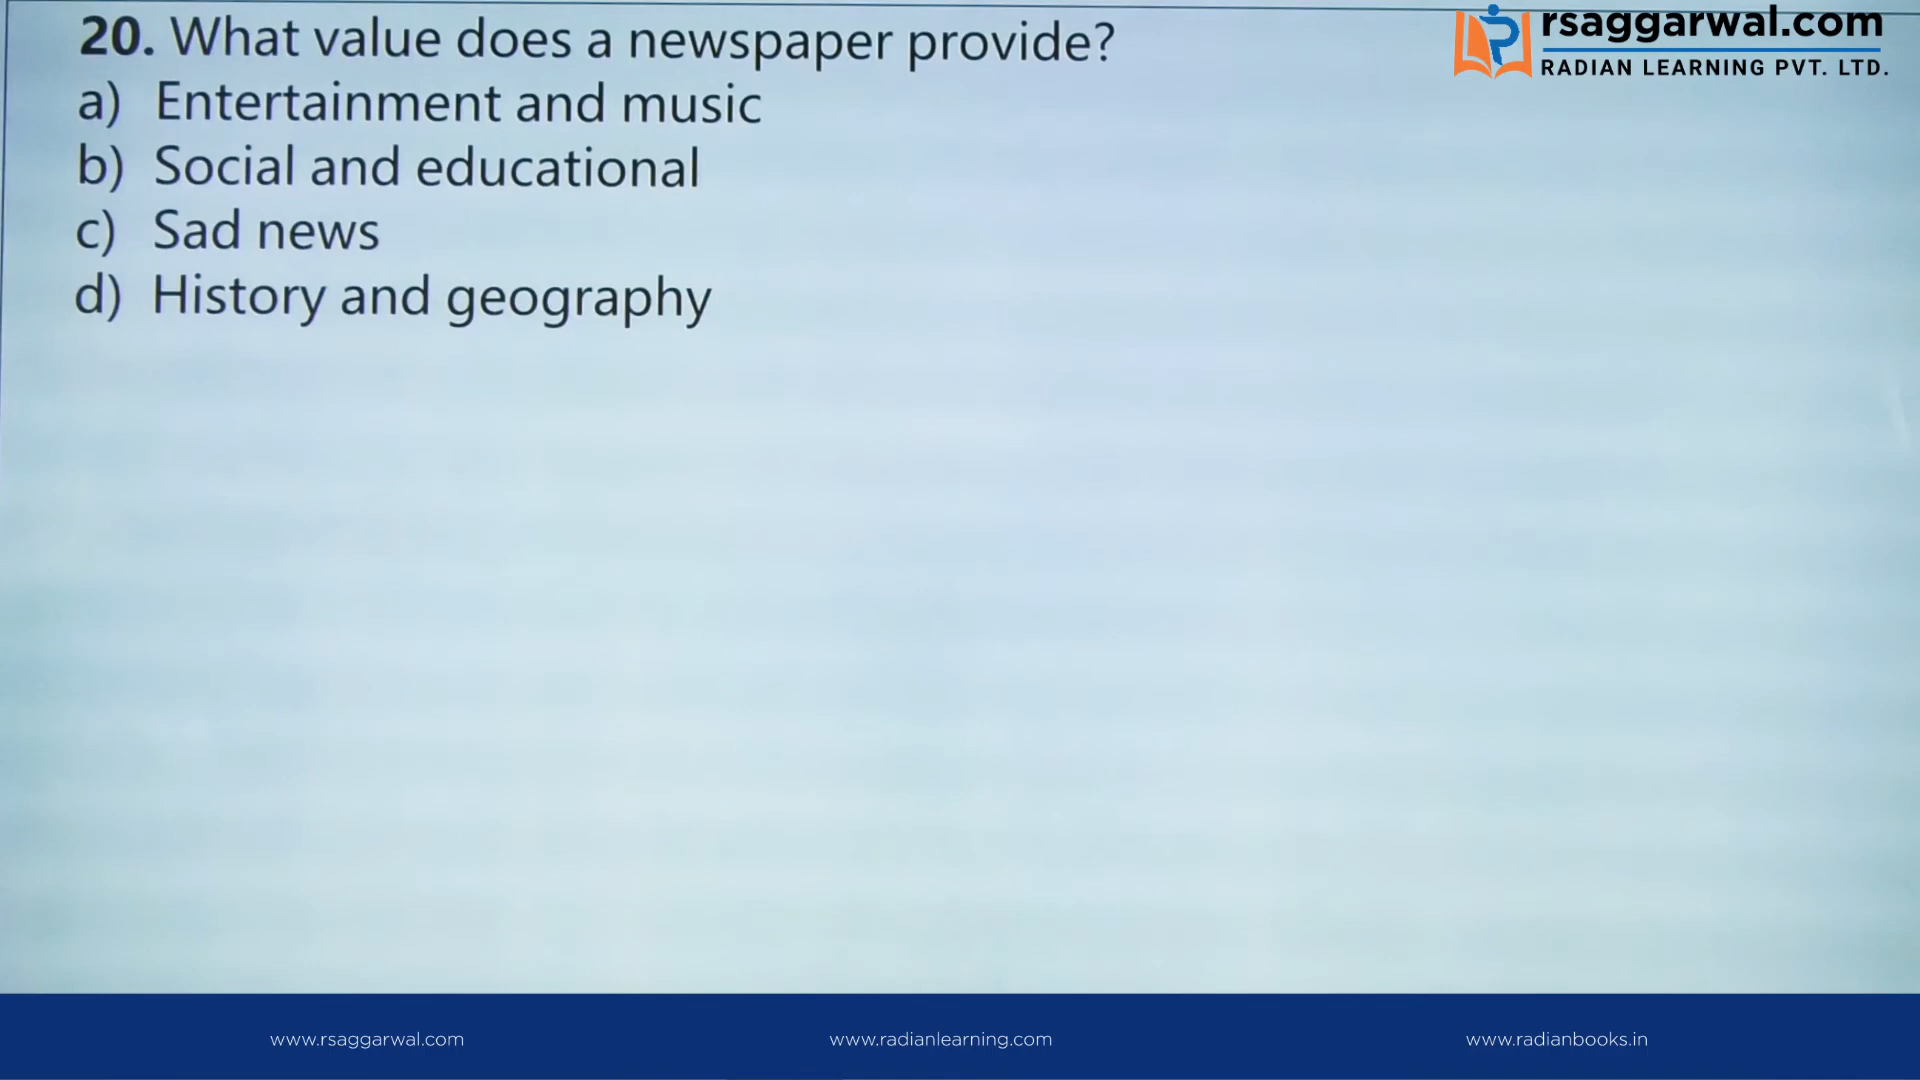 20. What value does a newspaper provide?
a) Entertainment and music
b) Social and educational
c) Sad news
d) History and geography
rsaggarwal.com
RADIAN LEARNING PVT. LTD.
www.rsaggarwal.com
www.radianlearning.com
www.radianbooks.in